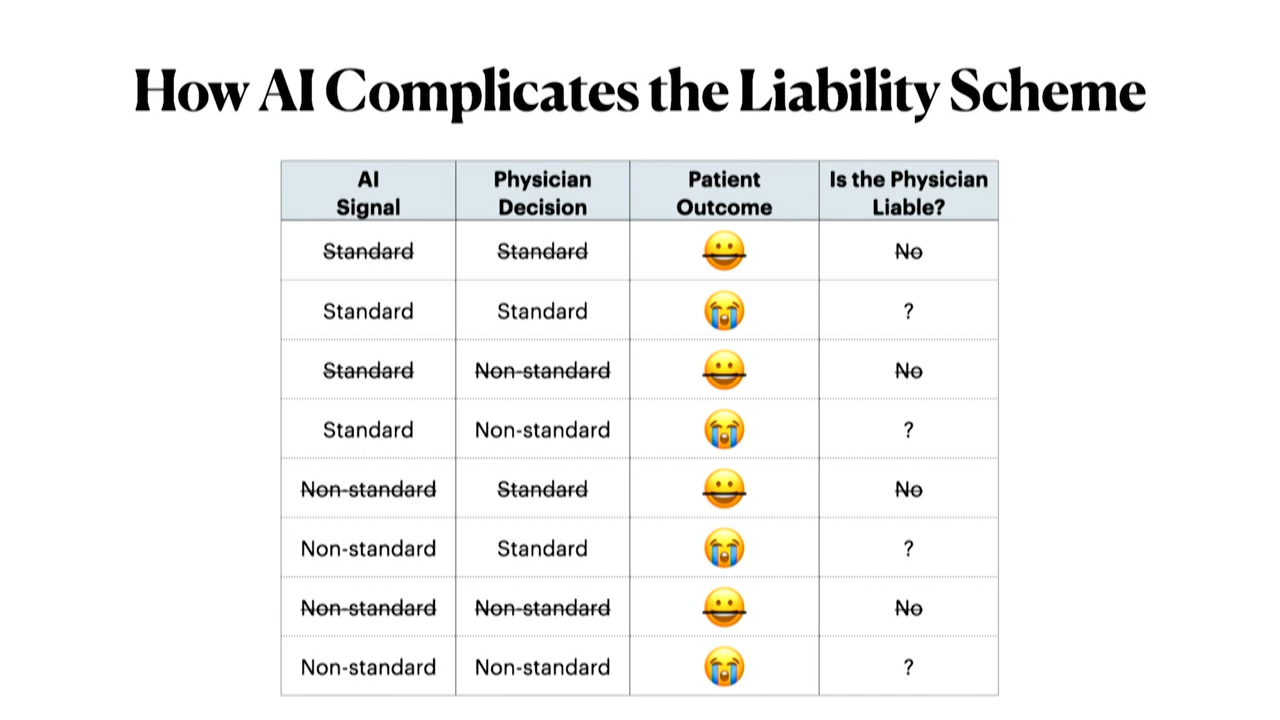 How AI Complicates the Liability Scheme
AI Signal | Physician Decision | Patient Outcome | Is the Physician Liable?
Standard | Standard | 😀 | No
Standard | Standard | 😭 | ?
Standard | Non-standard | 😀 | No
Standard | Non-standard | 😭 | ?
Non-standard | Standard | 😀 | No
Non-standard | Standard | 😭 | ?
Non-standard | Non-standard | 😀 | No
Non-standard | Non-standard | 😭 | ?